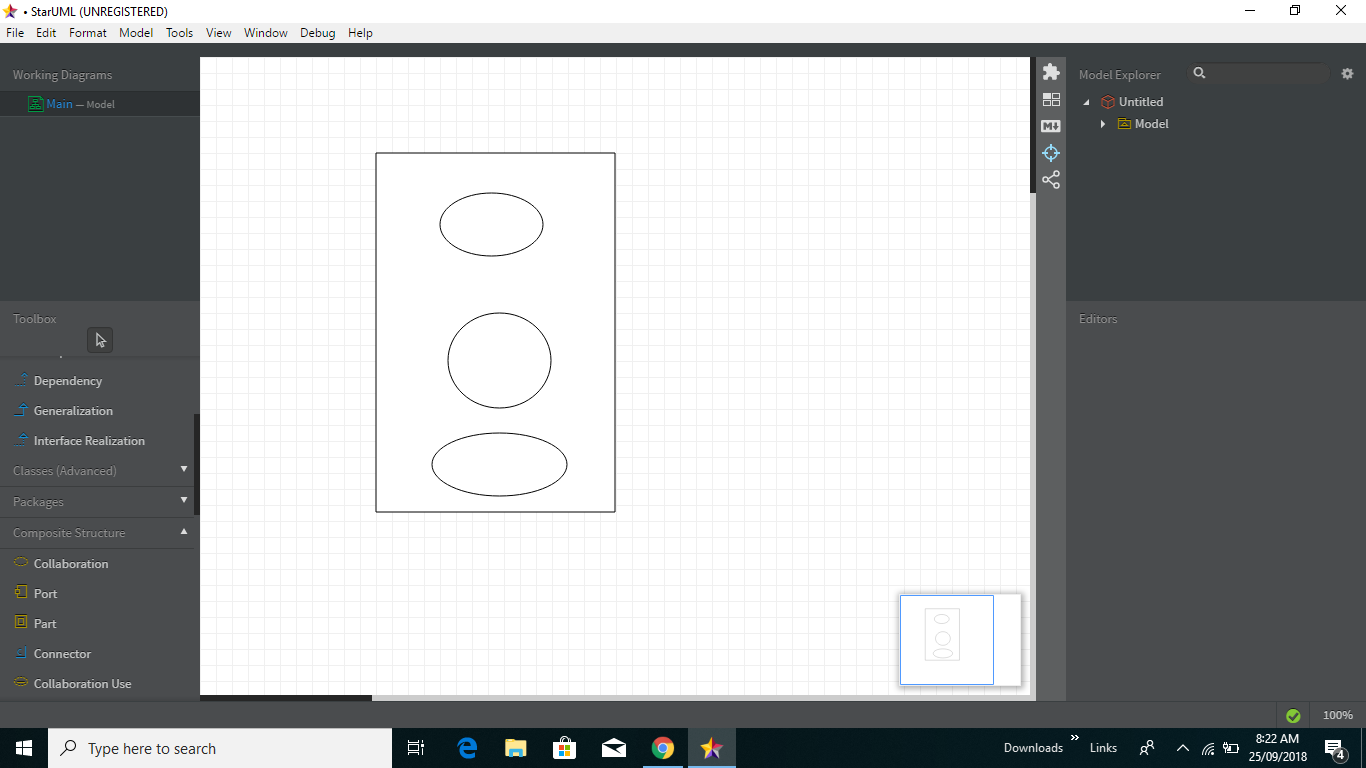 • StarUML (UNREGISTERED)
File Edit Format Model Tools View Window Debug Help
Working Diagrams
Main — Model
Toolbox
Dependency
Generalization
Interface Realization
Classes (Advanced)
Packages
Composite Structure
Collaboration
Port
Part
Connector
Collaboration Use
Model Explorer
Untitled
Model
Editors
100%
Type here to search
Downloads
Links
8:22 AM
25/09/2018
4